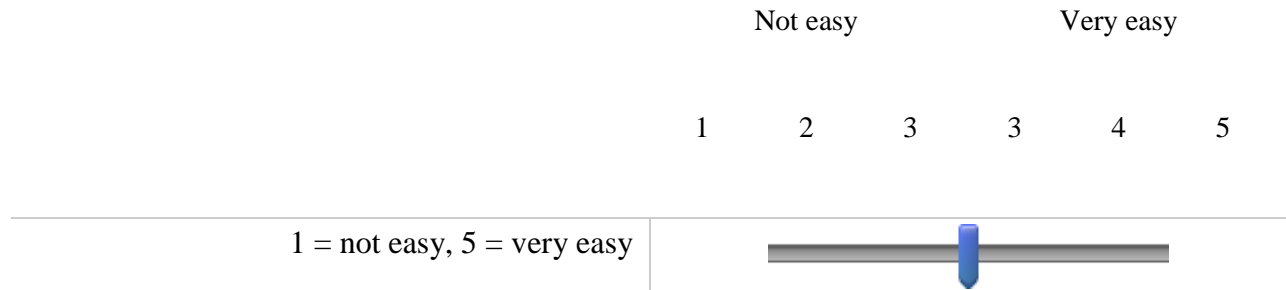 Not easy Very easy
1 2 3 3 4 5
1 = not easy, 5 = very easy